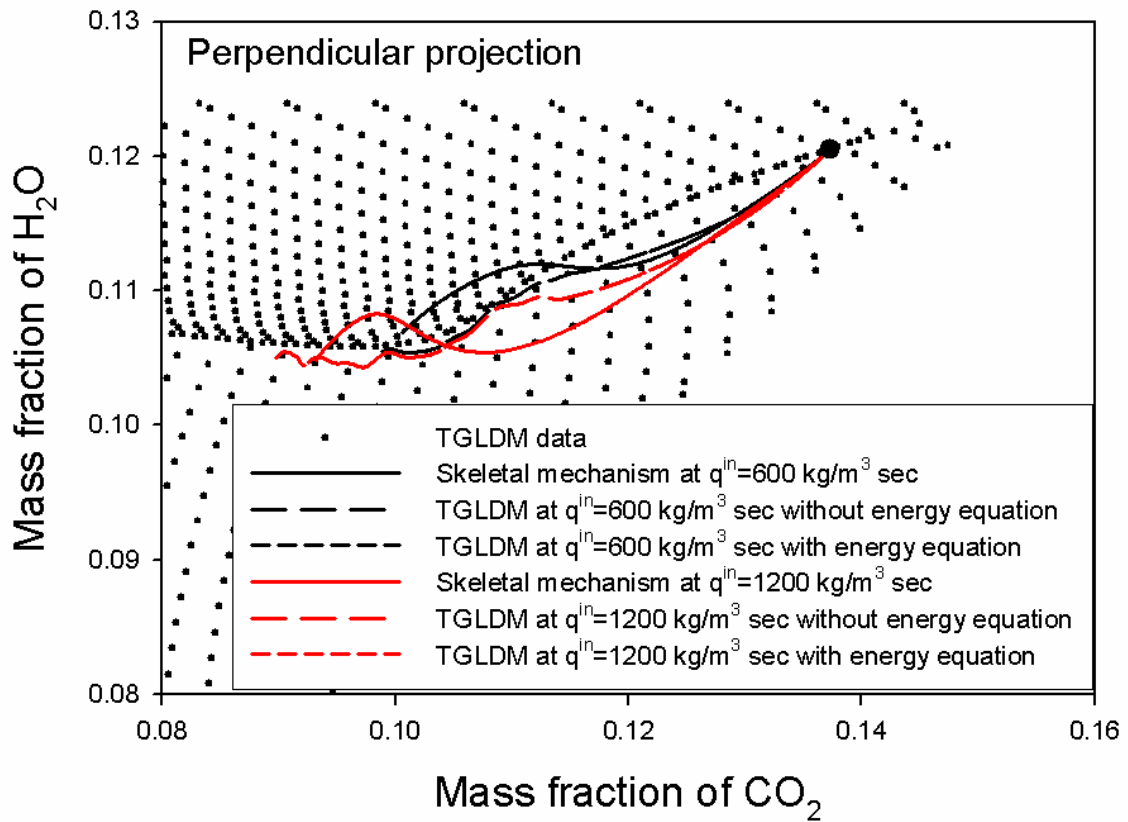 Perpendicular projection
0.13
0.12
0.11
0.10
0.09
0.08
Mass fraction of H₂O
TGLDM data
Skeletal mechanism at qⁱⁿ=600 kg/m³ sec
TGLDM at qⁱⁿ=600 kg/m³ sec without energy equation
TGLDM at qⁱⁿ=600 kg/m³ sec with energy equation
Skeletal mechanism at qⁱⁿ=1200 kg/m³ sec
TGLDM at qⁱⁿ=1200 kg/m³ sec without energy equation
TGLDM at qⁱⁿ=1200 kg/m³ sec with energy equation
0.08 0.10 0.12 0.14 0.16
Mass fraction of CO₂